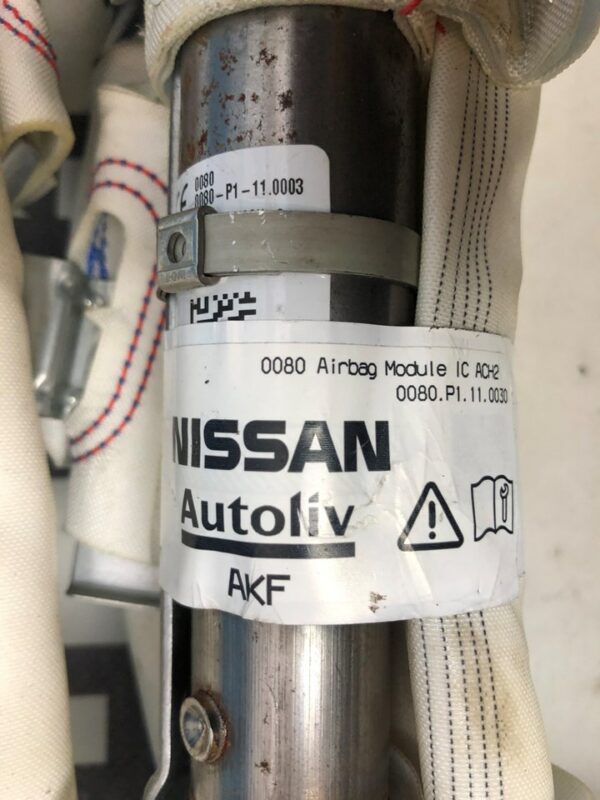 0080
0080-P1-11.0003
0080 Airbag Module IC ACH2
0080.P1.11.0030
NISSAN
Autoliv
AKF